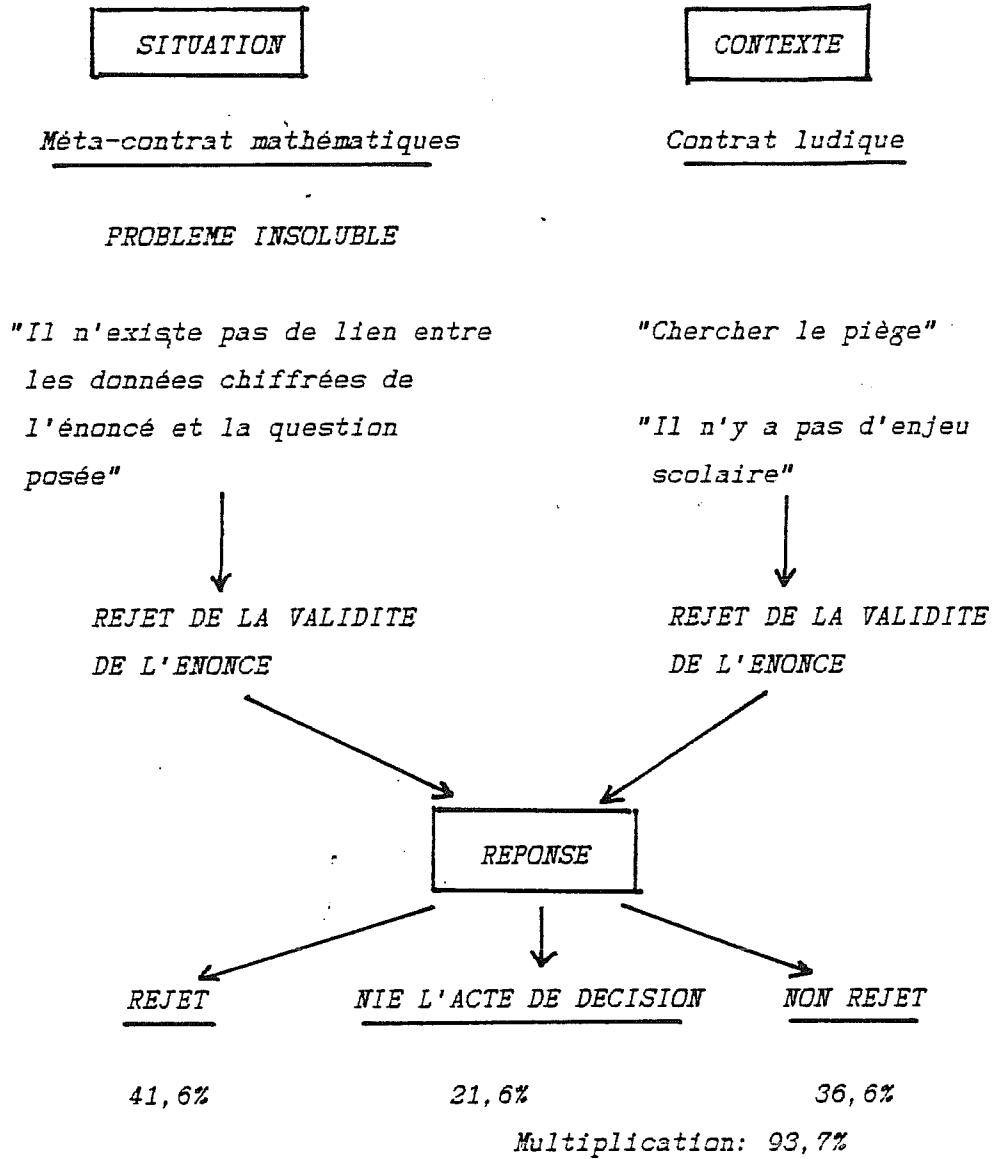 SITUATION
CONTEXTE
Méta-contrat mathématiques
Contrat ludique
PROBLEME INSOLUBLE
"Il n'existe pas de lien entre
les données chiffrées de
l'énoncé et la question
posée"
"Chercher le piège"
"Il n'y a pas d'enjeu
scolaire"
REJET DE LA VALIDITE
DE L'ENONCE
REJET DE LA VALIDITE
DE L'ENONCE
REPONSE
REJET
NIE L'ACTE DE DECISION
NON REJET
41,6%
21,6%
36,6%
Multiplication: 93,7%